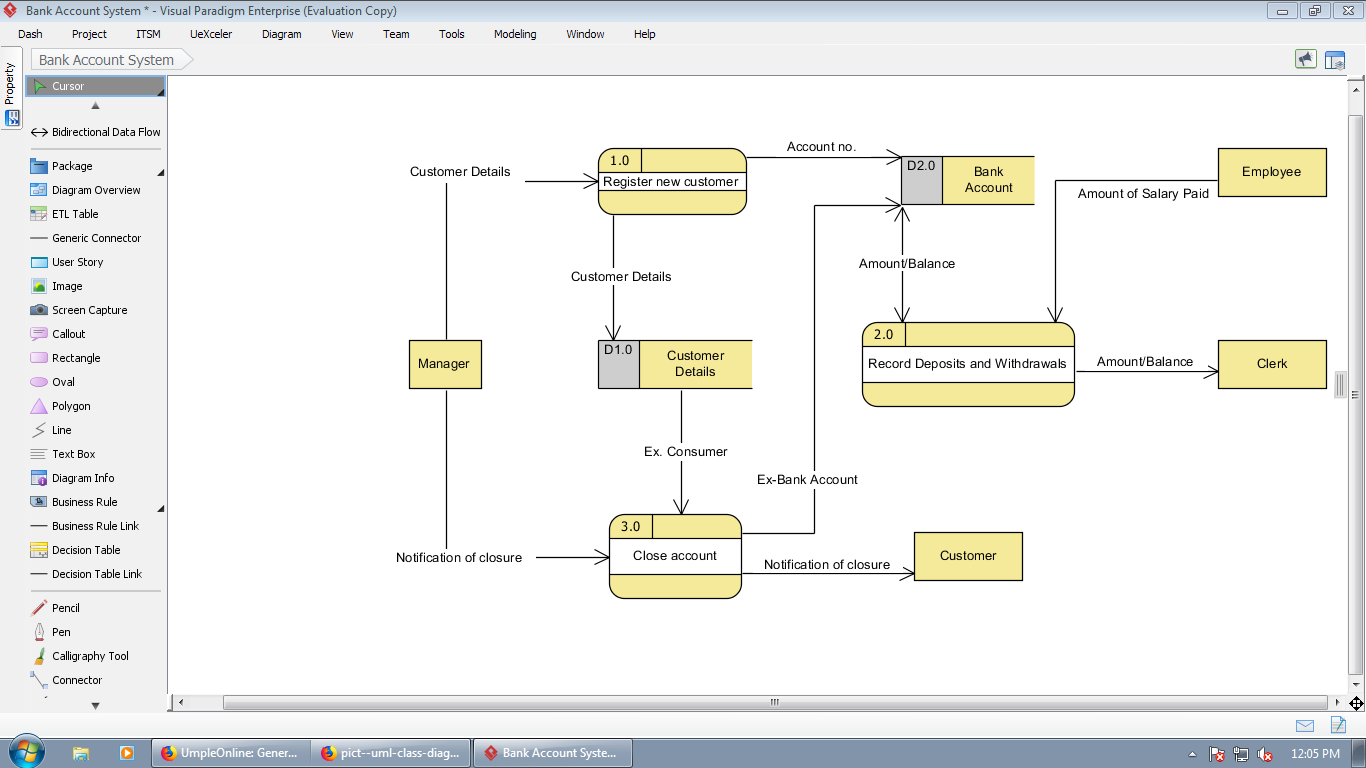 Bank Account System * - Visual Paradigm Enterprise (Evaluation Copy)
Dash Project ITSM UeXceler Diagram View Team Tools Modeling Window Help
Property
Bank Account System
Cursor
Bidirectional Data Flow
Package
Diagram Overview
ETL Table
Generic Connector
User Story
Image
Screen Capture
Callout
Rectangle
Oval
Polygon
Line
Text Box
Diagram Info
Business Rule
Business Rule Link
Decision Table
Decision Table Link
Pencil
Pen
Calligraphy Tool
Connector
Customer Details
1.0
Register new customer
Account no.
D2.0
Bank
Account
Employee
Amount of Salary Paid
Customer Details
Amount/Balance
Manager
D1.0
Customer
Details
2.0
Record Deposits and Withdrawals
Amount/Balance
Clerk
Ex. Consumer
Ex-Bank Account
3.0
Close account
Notification of closure
Notification of closure
Customer
UmpleOnline: Gener...
pict--uml-class-diag...
Bank Account Syste...
12:05 PM